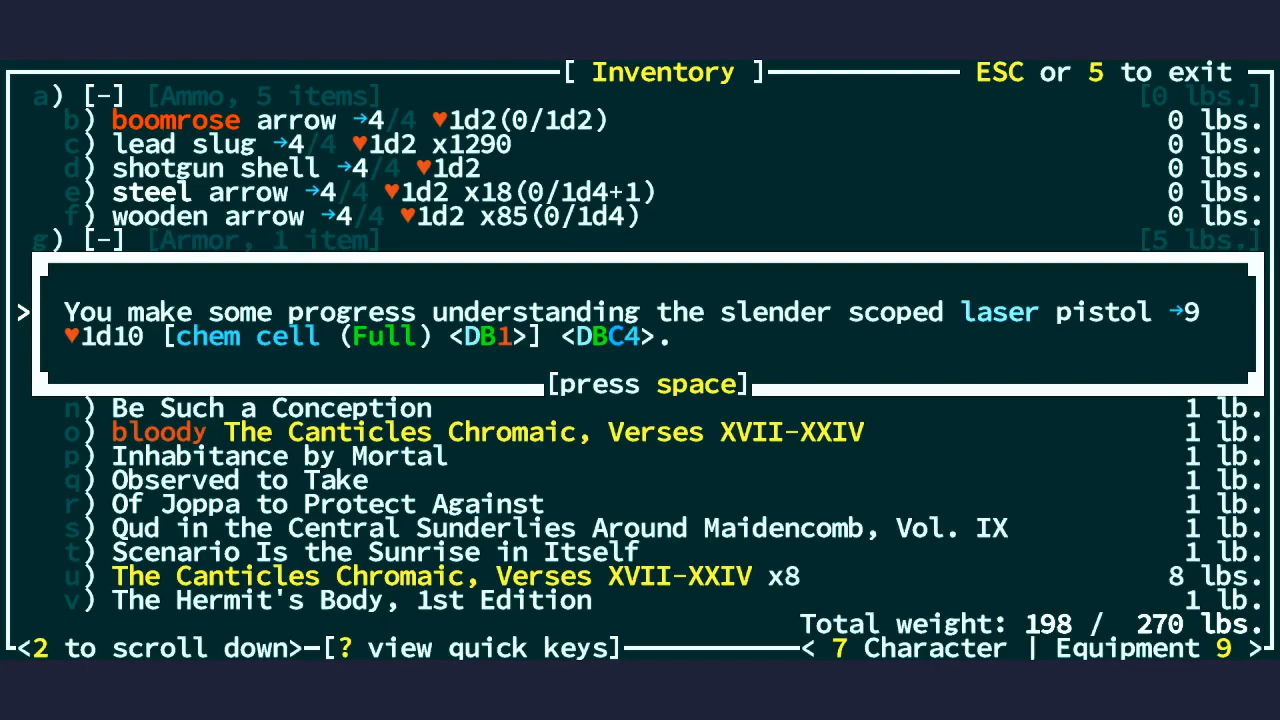 [ Inventory ] ESC or 5 to exit
a) [-] [Ammo, 5 items] [0 lbs.]
b) boomrose arrow →4/4 ♥1d2(0/1d2) 0 lbs.
c) lead slug →4/4 ♥1d2 x1290 0 lbs.
d) shotgun shell →4/4 ♥1d2 0 lbs.
e) steel arrow →4/4 ♥1d2 x18(0/1d4+1) 0 lbs.
f) wooden arrow →4/4 ♥1d2 x85(0/1d4) 0 lbs.
g) [-] [Armor, 1 item] [5 lbs.]
> You make some progress understanding the slender scoped laser pistol →9
♥1d10 [chem cell (Full) <DB1>] <DBC4>.
[press space]
n) Be Such a Conception 1 lb.
o) bloody The Canticles Chromaic, Verses XVII-XXIV 1 lb.
p) Inhabitance by Mortal 1 lb.
q) Observed to Take 1 lb.
r) Of Joppa to Protect Against 1 lb.
s) Qud in the Central Sunderlies Around Maidencomb, Vol. IX 1 lb.
t) Scenario Is the Sunrise in Itself 1 lb.
u) The Canticles Chromaic, Verses XVII-XXIV x8 8 lbs.
v) The Hermit's Body, 1st Edition 1 lb.
Total weight: 198 / 270 lbs.
<2 to scroll down> [? view quick keys] < 7 Character | Equipment 9 >